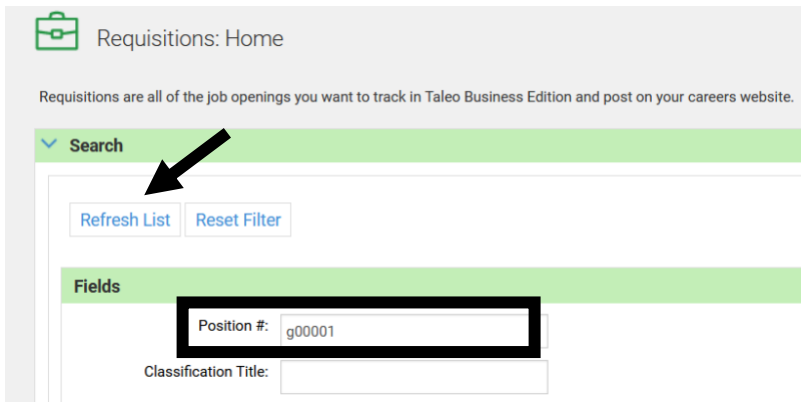 Requisitions: Home
Requisitions are all of the job openings you want to track in Taleo Business Edition and post on your careers website.
Search
Refresh List Reset Filter
Fields
Position #: g00001
Classification Title: